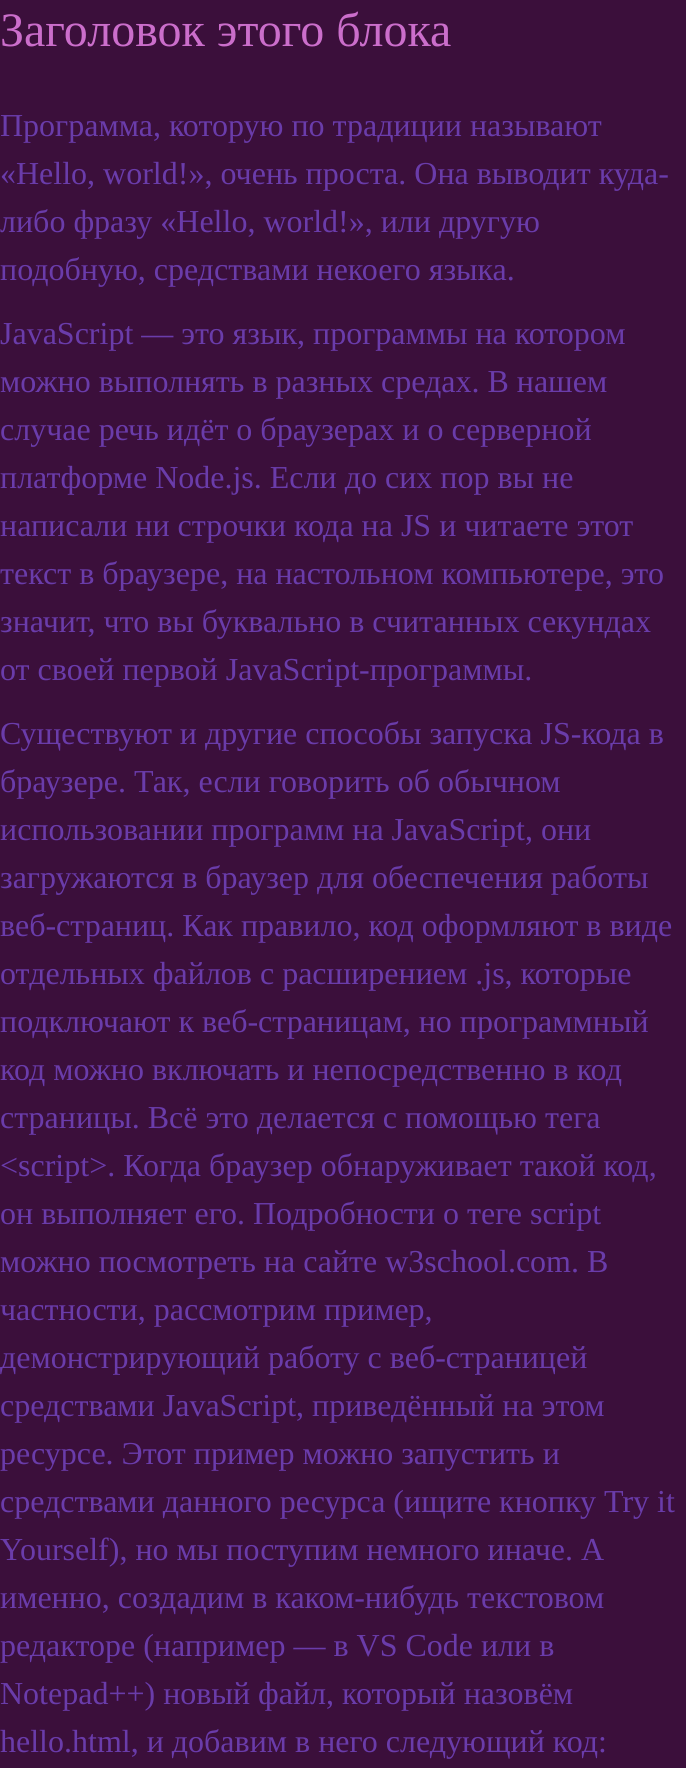 Заголовок этого блока
Программа, которую по традиции называют
«Hello, world!», очень проста. Она выводит куда-
либо фразу «Hello, world!», или другую
подобную, средствами некоего языка.
JavaScript — это язык, программы на котором
можно выполнять в разных средах. В нашем
случае речь идёт о браузерах и о серверной
платформе Node.js. Если до сих пор вы не
написали ни строчки кода на JS и читаете этот
текст в браузере, на настольном компьютере, это
значит, что вы буквально в считанных секундах
от своей первой JavaScript-программы.
Существуют и другие способы запуска JS-кода в
браузере. Так, если говорить об обычном
использовании программ на JavaScript, они
загружаются в браузер для обеспечения работы
веб-страниц. Как правило, код оформляют в виде
отдельных файлов с расширением .js, которые
подключают к веб-страницам, но программный
код можно включать и непосредственно в код
страницы. Всё это делается с помощью тега
<script>. Когда браузер обнаруживает такой код,
он выполняет его. Подробности о теге script
можно посмотреть на сайте w3school.com. В
частности, рассмотрим пример,
демонстрирующий работу с веб-страницей
средствами JavaScript, приведённый на этом
ресурсе. Этот пример можно запустить и
средствами данного ресурса (ищите кнопку Try it
Yourself), но мы поступим немного иначе. А
именно, создадим в каком-нибудь текстовом
редакторе (например — в VS Code или в
Notepad++) новый файл, который назовём
hello.html, и добавим в него следующий код: